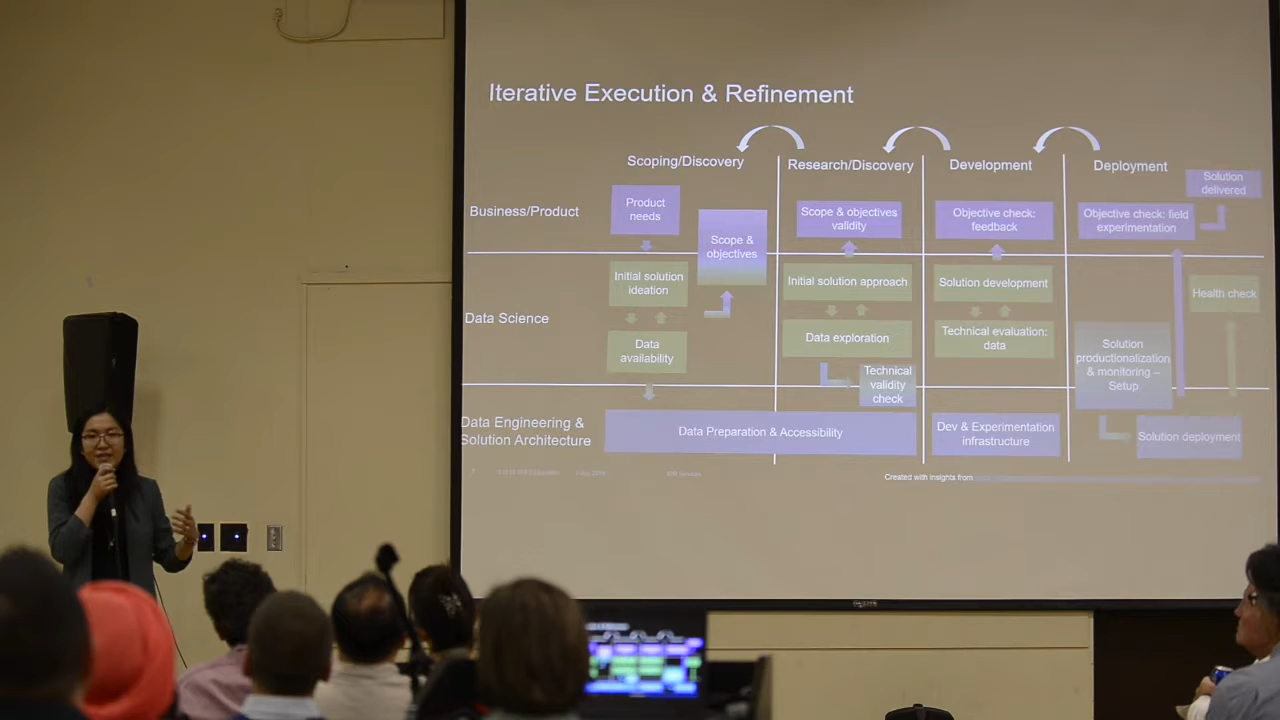 Iterative Execution & Refinement
Scoping/Discovery
Research/Discovery
Development
Deployment
Solution
delivered
Business/Product
Product
needs
Scope &
objectives
Scope & objectives
validity
Objective check:
feedback
Objective check: field
experimentation
Data Science
Initial solution
ideation
Data
availability
Initial solution approach
Data exploration
Technical
validity
check
Solution development
Technical evaluation:
data
Solution
productionalization
& monitoring –
Setup
Health check
Data Engineering &
Solution Architecture
Data Preparation & Accessibility
Dev & Experimentation
infrastructure
Solution deployment
Created with insights from